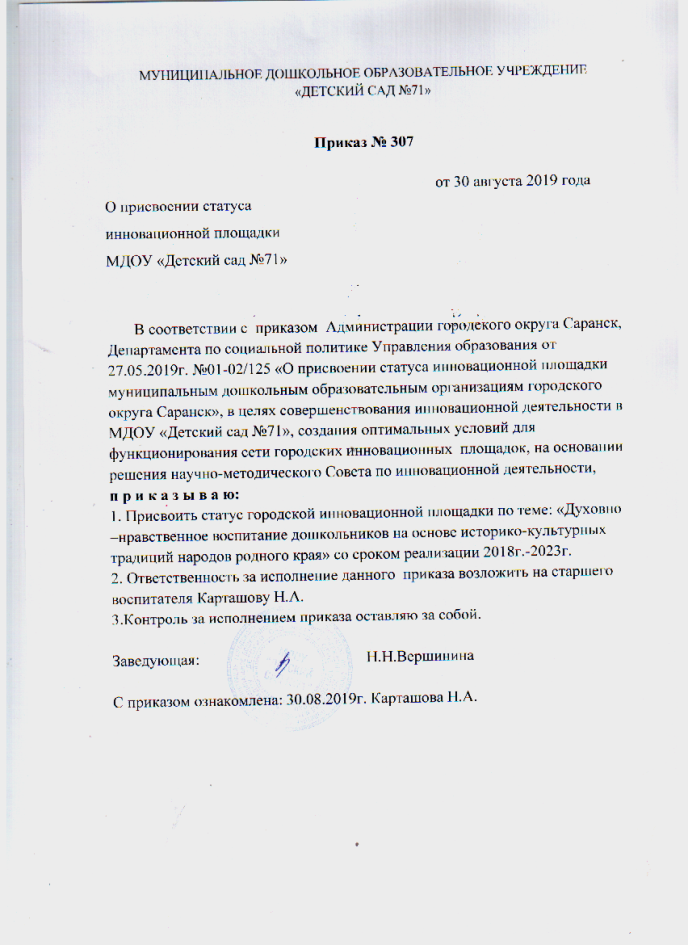 МУНИЦИПАЛЬНОЕ ДОШКОЛЬНОЕ ОБРАЗОВАТЕЛЬНОЕ УЧРЕЖДЕНИЕ
«ДЕТСКИЙ САД №71»
Приказ № 307
от 30 августа 2019 года
О присвоении статуса
инновационной площадки
МДОУ «Детский сад №71»
В соответствии с приказом Администрации городского округа Саранск,
Департамента по социальной политике Управления образования от
27.05.2019г. №01-02/125 «О присвоении статуса инновационной площадки
муниципальным дошкольным образовательным организациям городского
округа Саранск», в целях совершенствования инновационной деятельности в
МДОУ «Детский сад №71», создания оптимальных условий для
функционирования сети городских инновационных площадок, на основании
решения научно-методического Совета по инновационной деятельности,
п р и к а з ы в а ю:
1. Присвоить статус городской инновационной площадки по теме: «Духовно
–нравственное воспитание дошкольников на основе историко-культурных
традиций народов родного края» со сроком реализации 2018г.-2023г.
2. Ответственность за исполнение данного приказа возложить на старшего
воспитателя Карташову Н.А.
3.Контроль за исполнением приказа оставляю за собой.
Заведующая: Н.Н.Вершинина
С приказом ознакомлена: 30.08.2019г. Карташова Н.А.